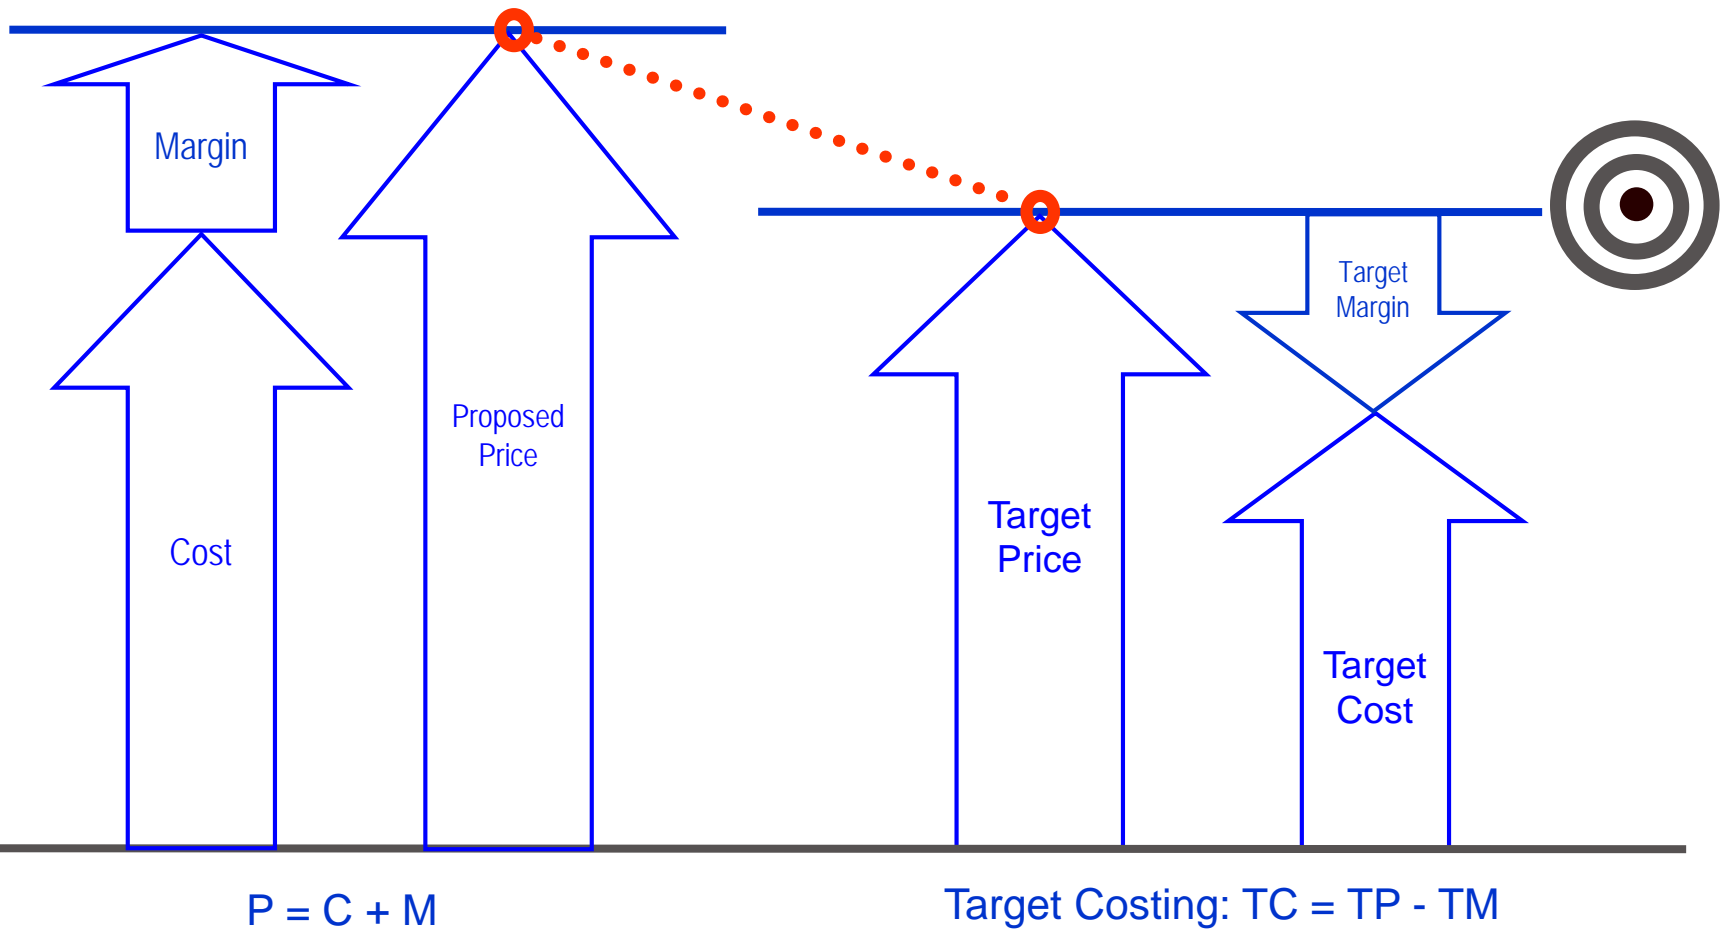 Margin
Cost
Proposed
Price
Target
Price
Target
Margin
Target
Cost
P = C + M
Target Costing: TC = TP - TM